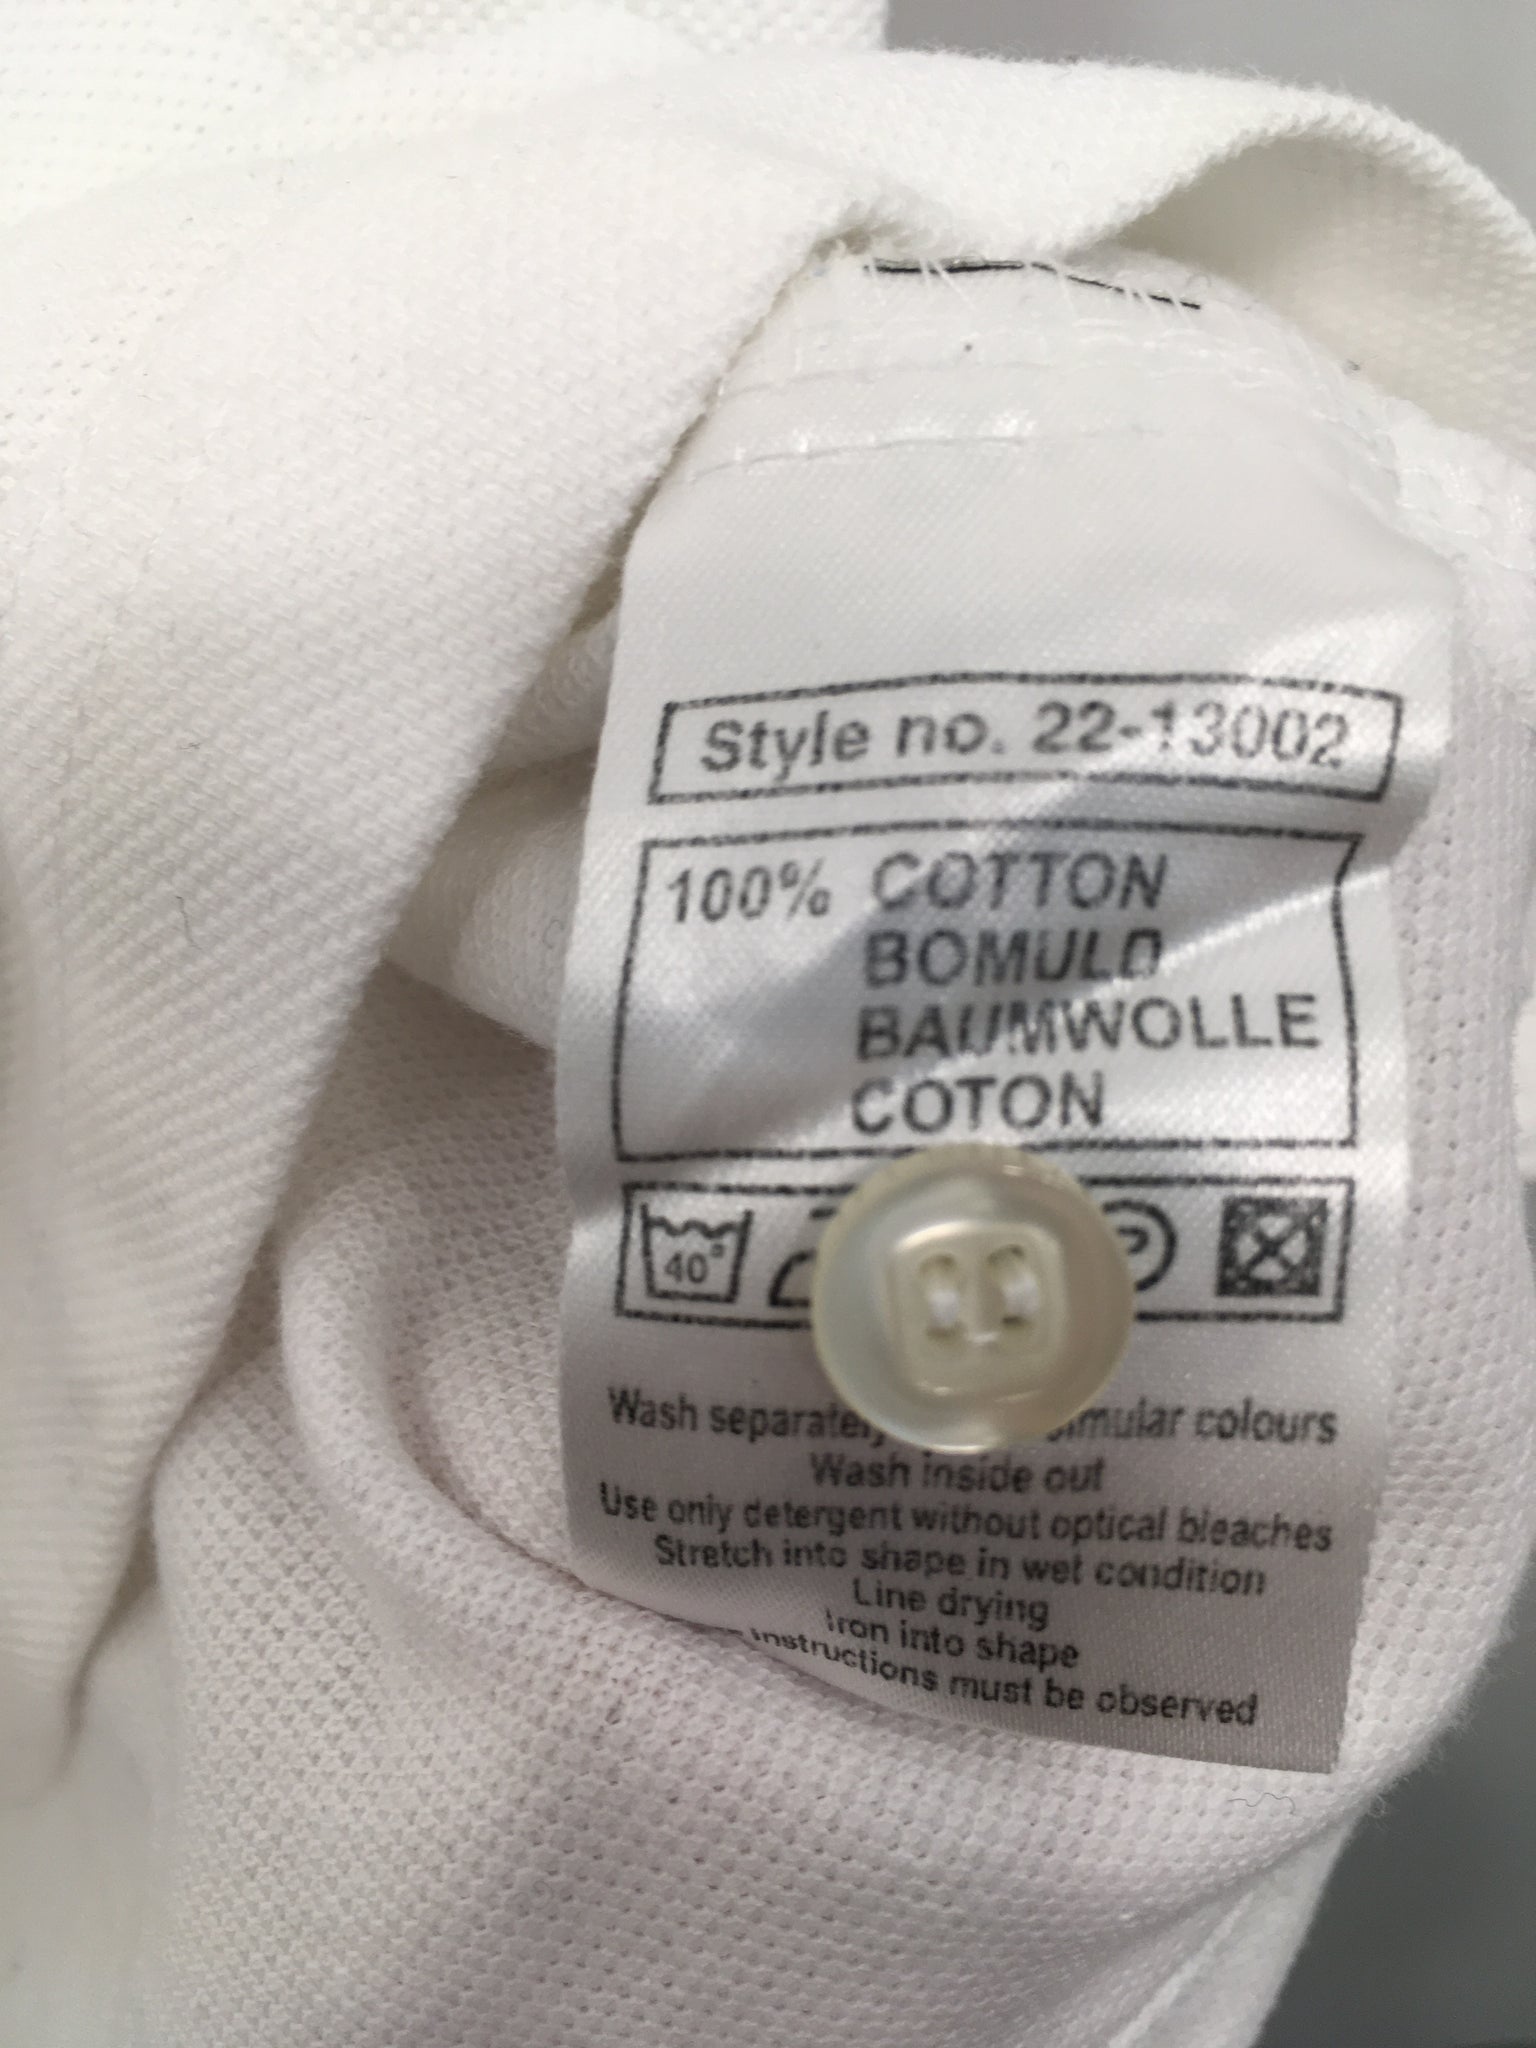 Style no. 22-13002
100% COTTON
BOMULD
BAUMWOLLE
COTON
40°
P
Wash separately simular colours
Wash inside out
Use only detergent without optical bleaches
Stretch into shape in wet condition
Line drying
Iron into shape
instructions must be observed